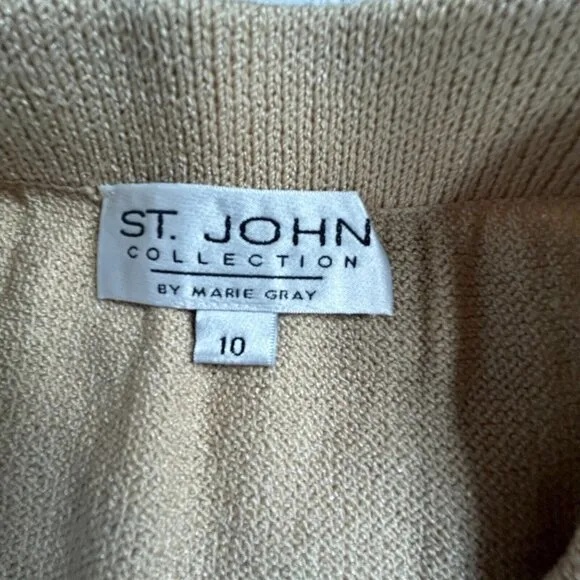 ST. JOHN
COLLECTION
BY MARIE GRAY
10